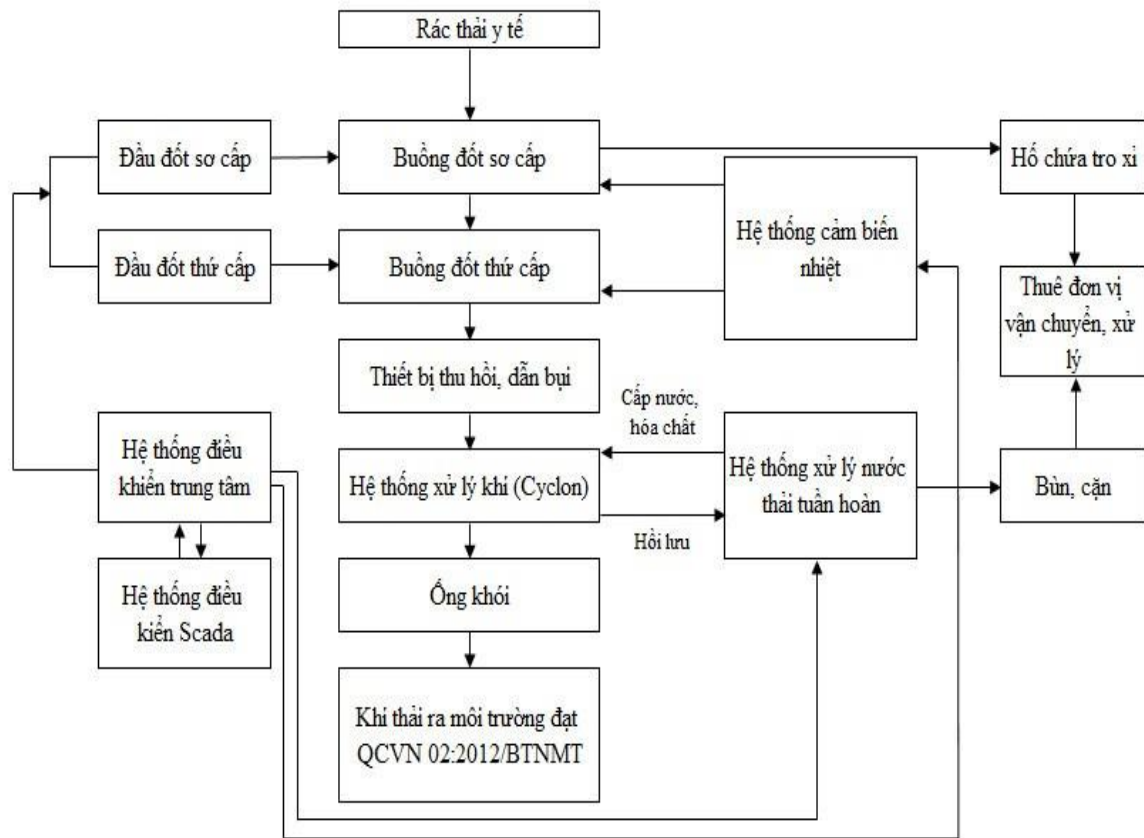 Rác thải y tế
Đầu đốt sơ cấp
Buồng đốt sơ cấp
Hố chứa tro xỉ
Hệ thống cảm biến
nhiệt
Đầu đốt thứ cấp
Buồng đốt thứ cấp
Thuê đơn vị
vận chuyển, xử
lý
Thiết bị thu hồi, dẫn bụi
Cấp nước,
hóa chất
Hệ thống điều
khiển trung tâm
Hệ thống xử lý khí (Cyclon)
Hệ thống xử lý nước
thải tuần hoàn
Bùn, cặn
Hồi lưu
Hệ thống điều
kiển Scada
Ống khói
Khí thải ra môi trường đạt
QCVN 02:2012/BTNMT